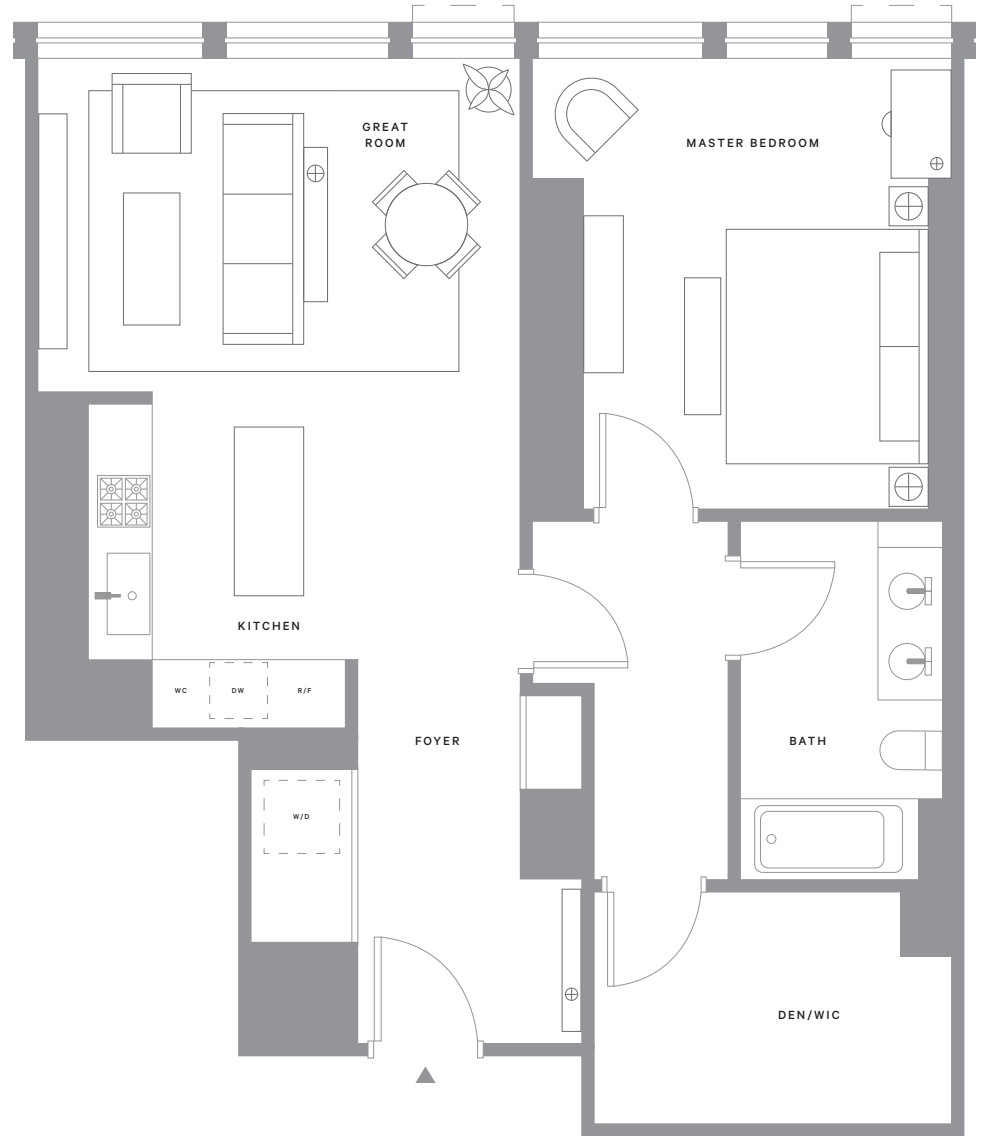 GREAT
ROOM
MASTER BEDROOM
KITCHEN
WC
DW
R/F
FOYER
BATH
W/D
DEN/WIC